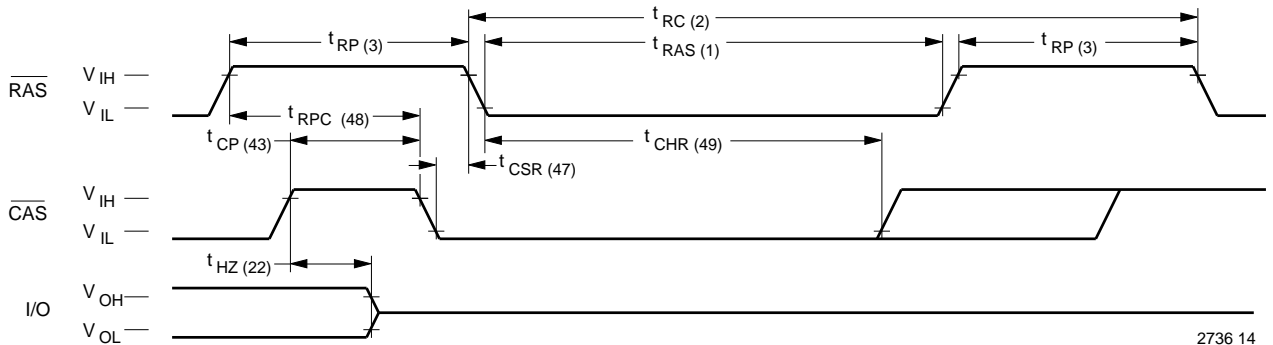 t RC (2)
t RP (3)
t RAS (1)
t RP (3)
RAS
V IH
V IL
t RPC (48)
t CP (43)
t CHR (49)
t CSR (47)
CAS
V IH
V IL
t HZ (22)
I/O
V OH
V OL
2736 14